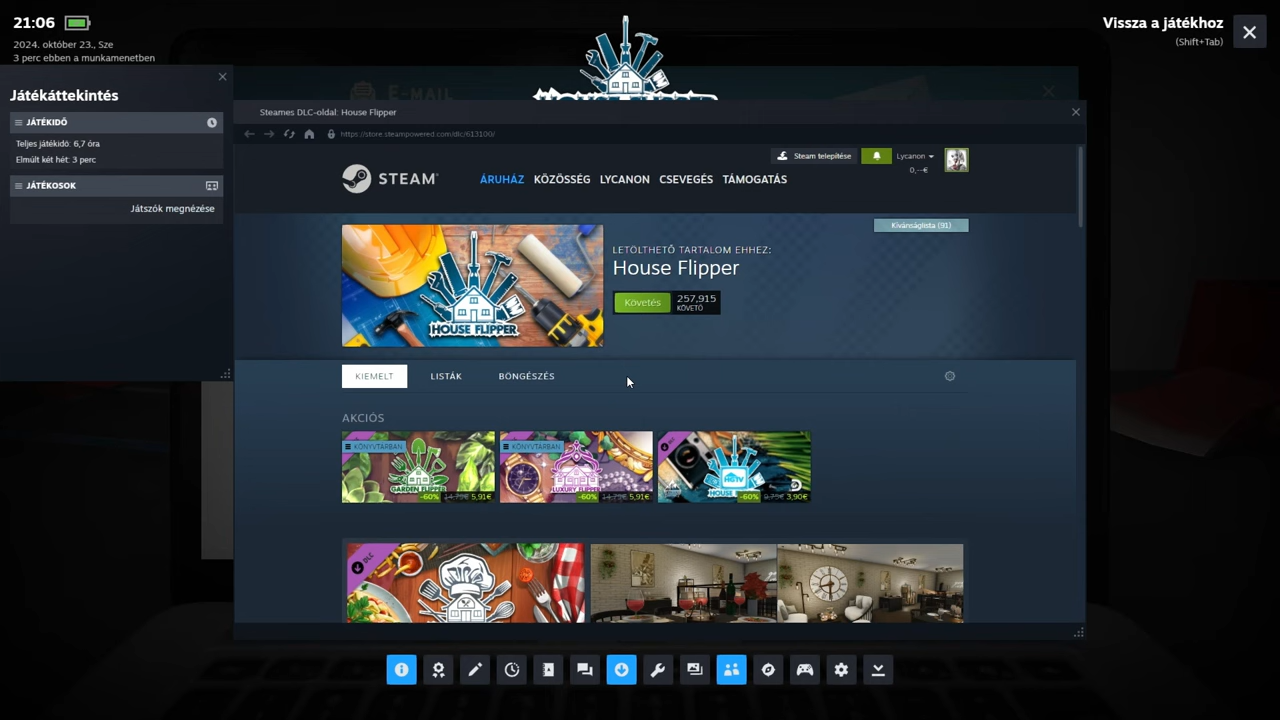 21:06
2024. október 23., Sze
3 perc ebben a munkamenetben
Vissza a játékhoz
(Shift+Tab)
E-MAIL
Játékáttekintés
JÁTÉKIDŐ
Teljes játékidő: 6,7 óra
Elmúlt két hét: 3 perc
JÁTÉKOSOK
Játszók megnézése
Steames DLC-oldal: House Flipper
https://store.steampowered.com/dlc/613100/
Steam telepítése
Lycanon
0,--€
STEAM
ÁRUHÁZ KÖZÖSSÉG LYCANON CSEVEGÉS TÁMOGATÁS
Kívánságlista (91)
LETÖLTHETŐ TARTALOM EHHEZ:
House Flipper
Követés
257,915
KÖVETŐ
HOUSE FLIPPER
KIEMELT LISTÁK BÖNGÉSZÉS
AKCIÓS
KÖNYVTÁRBAN
GARDEN FLIPPER
-60% 14,79€ 5,91€
KÖNYVTÁRBAN
LUXURY FLIPPER
-60% 14,79€ 5,91€
DLC
HGTV
-60% 9,75€ 3,90€
DLC